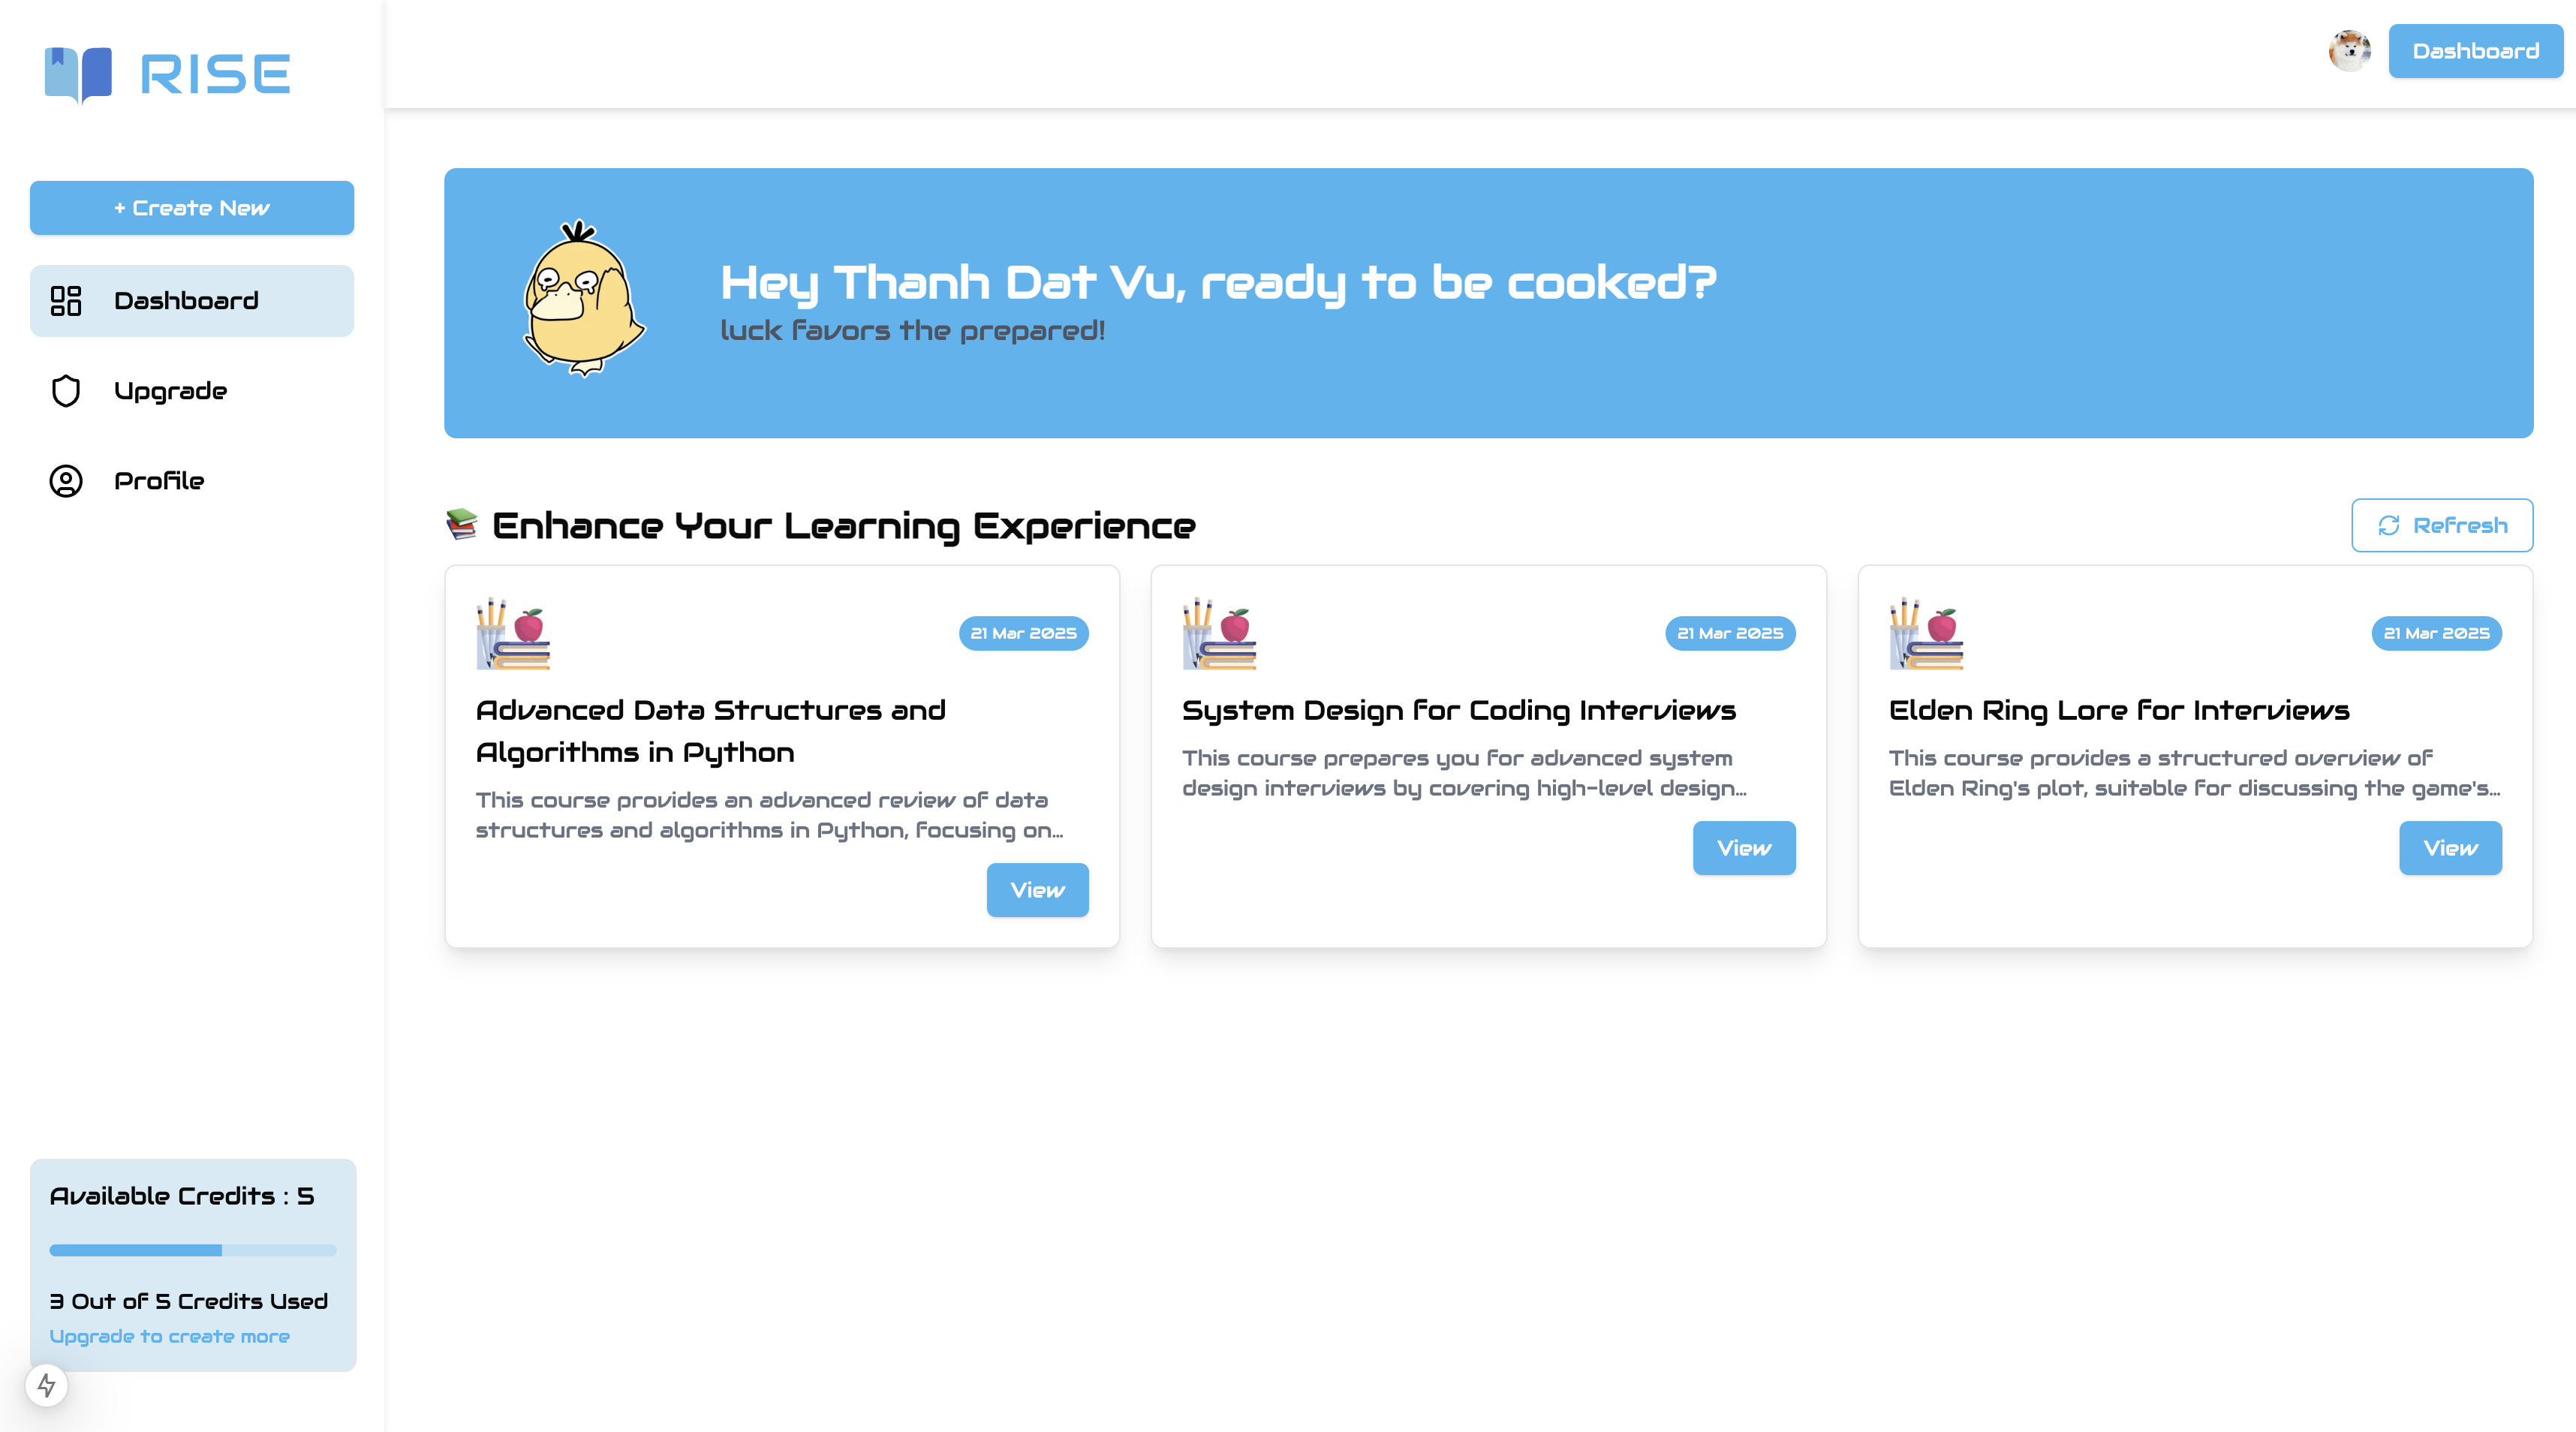 RISE
Dashboard
+ Create New
Dashboard
Upgrade
Profile
Hey Thanh Dat Vu, ready to be cooked?
luck favors the prepared!
📚 Enhance Your Learning Experience
Refresh
21 Mar 2025
Advanced Data Structures and
Algorithms in Python
This course provides an advanced review of data
structures and algorithms in Python, focusing on...
View
21 Mar 2025
System Design for Coding Interviews
This course prepares you for advanced system
design interviews by covering high-level design...
View
21 Mar 2025
Elden Ring Lore for Interviews
This course provides a structured overview of
Elden Ring's plot, suitable for discussing the game's...
View
Available Credits : 5
3 Out of 5 Credits Used
Upgrade to create more